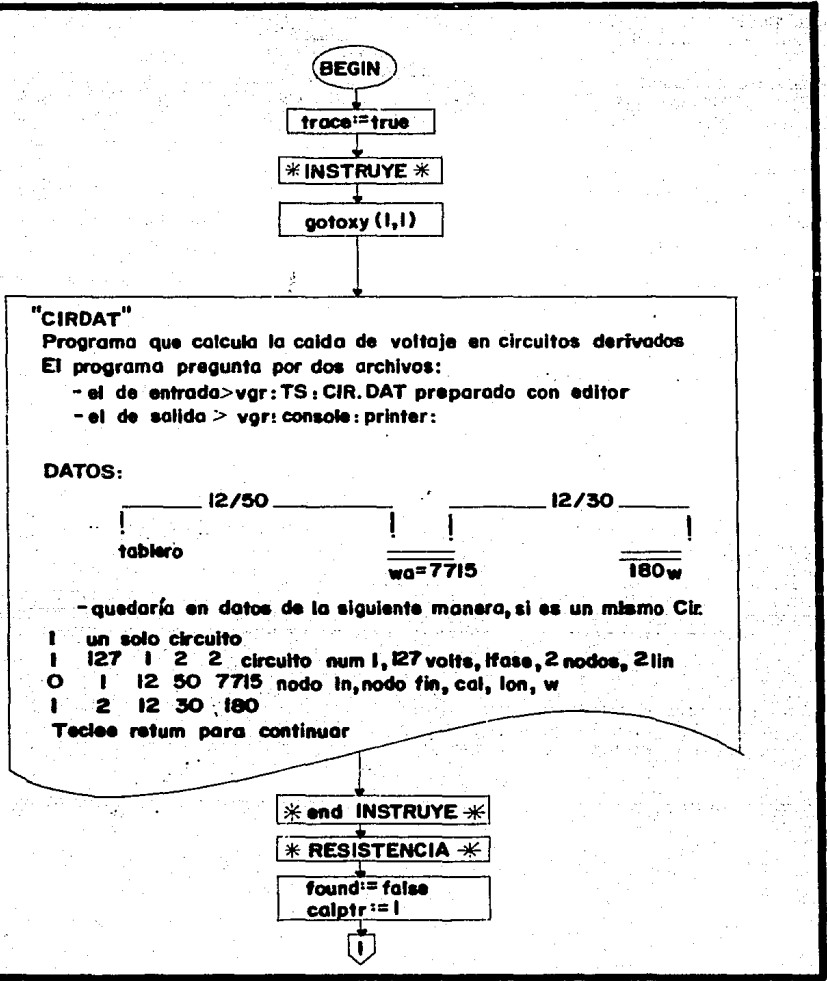 BEGIN
trace:=true
* INSTRUYE *
gotoxy (1,1)
"CIRDAT"
Programa que calcula la caida de voltaje en circuitos derivados
El programa pregunta por dos archivos:
- el de entrada>vgr:TS:CIR.DAT preparado con editor
- el de salida > vgr: console: printer:
DATOS:
12/50 12/30
! ! ! !
tablero
wa=7715 180w
- quedaría en datos de la siguiente manera, si es un mismo Cir.
1 un solo circuito
1 127 1 2 2 circuito num 1, 127 volts, 1fase, 2 nodos, 2 lin
0 1 12 50 7715 nodo in, nodo fin, cal, lon, w
1 2 12 30 180
Teclee return para continuar
* end INSTRUYE *
* RESISTENCIA *
found:= false
calptr:= 1
1